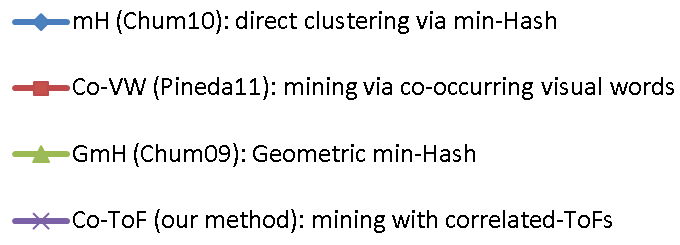 mH (Chum10): direct clustering via min-Hash
Co-VW (Pineda11): mining via co-occurring visual words
GmH (Chum09): Geometric min-Hash
Co-ToF (our method): mining with correlated-ToFs